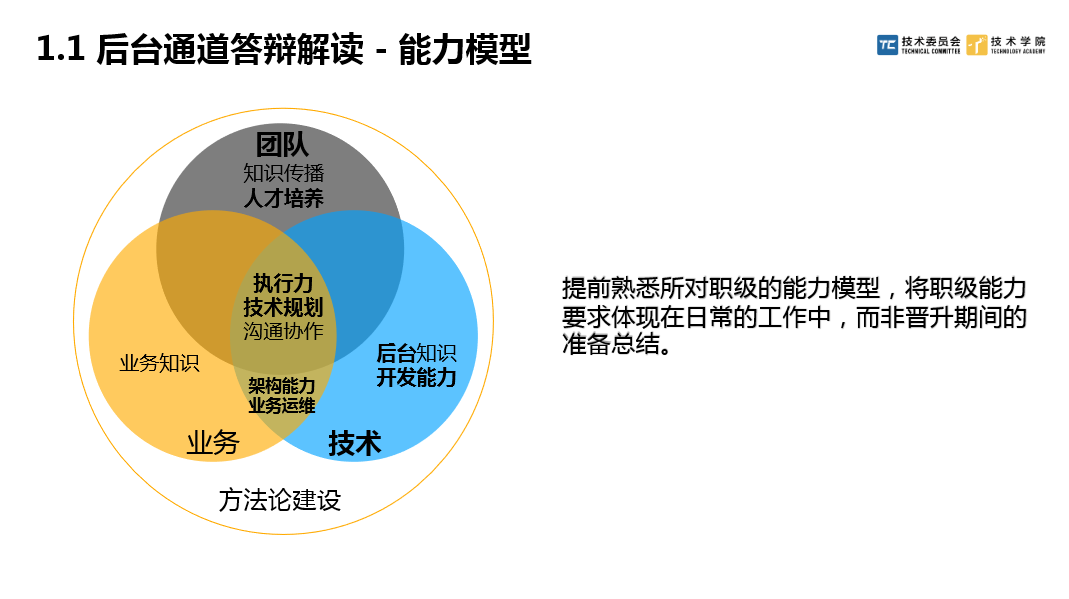 1.1 后台通道答辩解读 - 能力模型
TC 技术委员会
TECHNICAL COMMITTEE
技术学院
TECHNOLOGY ACADEMY
团队
知识传播
人才培养
执行力
技术规划
沟通协作
业务知识
后台知识
开发能力
架构能力
业务运维
业务
技术
方法论建设
提前熟悉所对职级的能力模型，将职级能力
要求体现在日常的工作中，而非晋升期间的
准备总结。